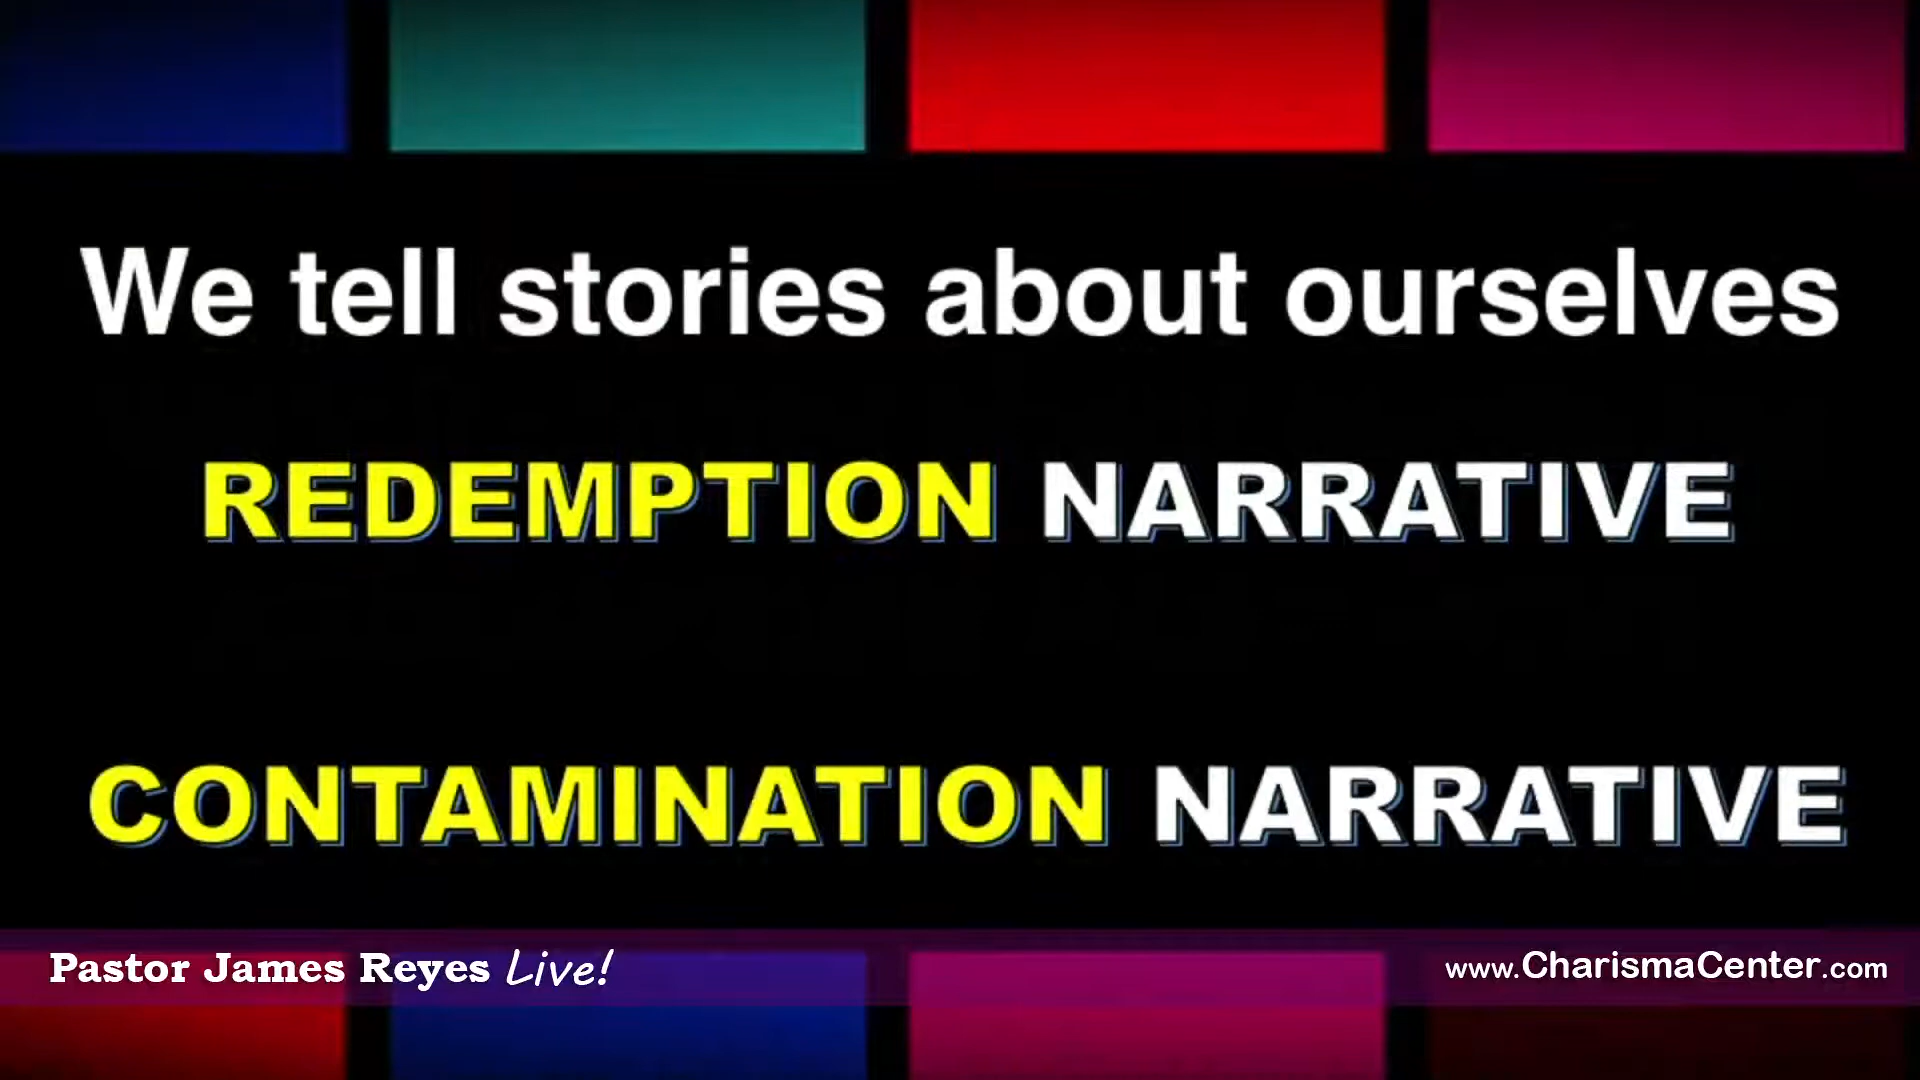 We tell stories about ourselves
REDEMPTION NARRATIVE
CONTAMINATION NARRATIVE
Pastor James Reyes Live!
www.CharismaCenter.com